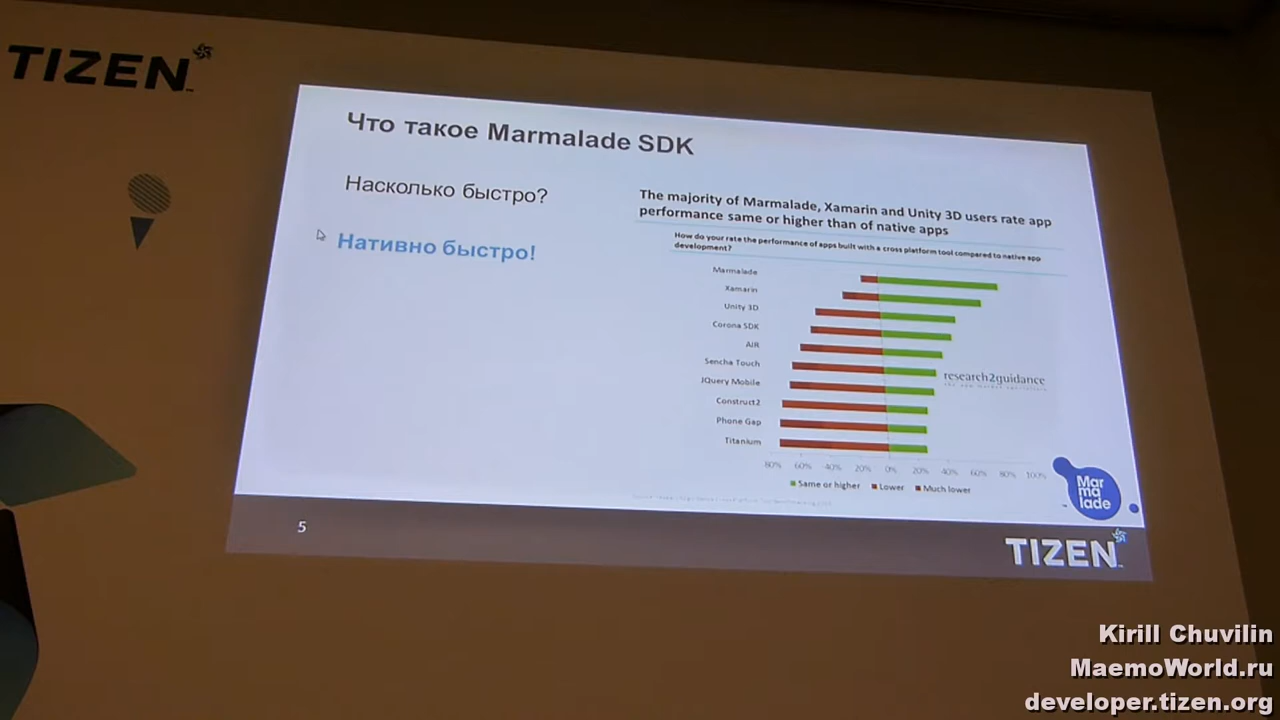 TIZEN
Что такое Marmalade SDK
Насколько быстро?
Нативно быстро!
The majority of Marmalade, Xamarin and Unity 3D users rate app
performance same or higher than of native apps
How do your rate the performance of apps built with a cross platform tool compared to native app
development?
Marmalade
Xamarin
Unity 3D
Corona SDK
AIR
Sencha Touch
JQuery Mobile
Construct2
Phone Gap
Titanium
research2guidance
80% 60% 40% 20% 0% 20% 40% 60% 80% 100%
Same or higher Lower Much lower
Mar
ma
lade
5
TIZEN
Kirill Chuvilin
MaemoWorld.ru
developer.tizen.org